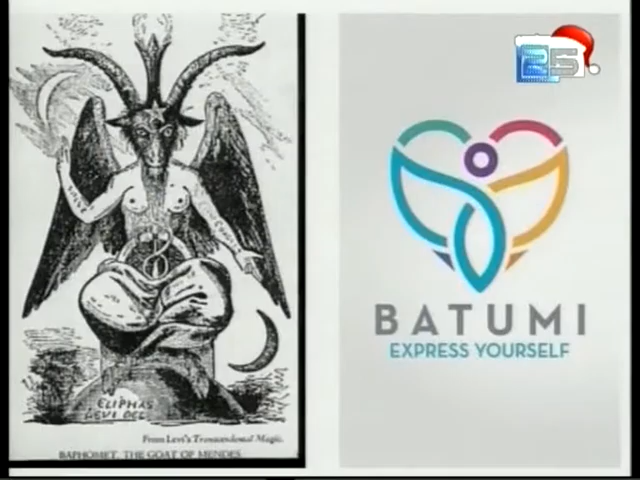 25
ELIPHAS
LEVI DEL
From Levi's Transcendental Magic.
BAPHOMET, THE GOAT OF MENDES
BATUMI
EXPRESS YOURSELF